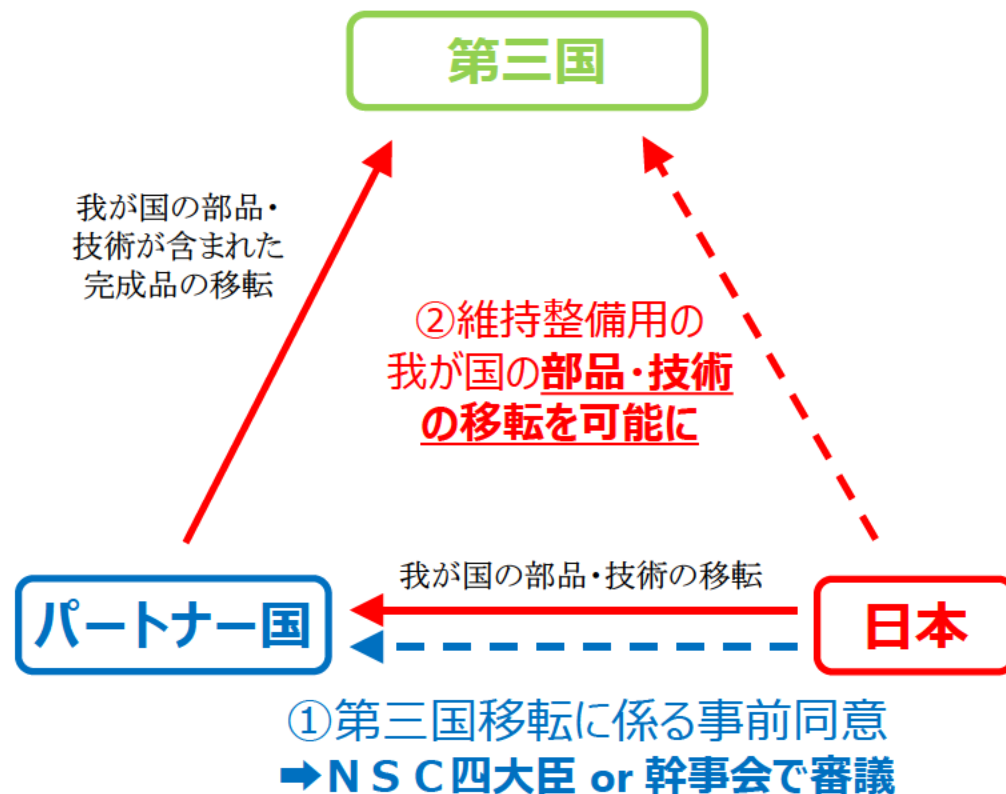 第三国
我が国の部品・
技術が含まれた
完成品の移転
②維持整備用の
我が国の部品・技術
の移転を可能に
我が国の部品・技術の移転
パートナー国
日本
①第三国移転に係る事前同意
➡ＮＳＣ四大臣 or 幹事会で審議